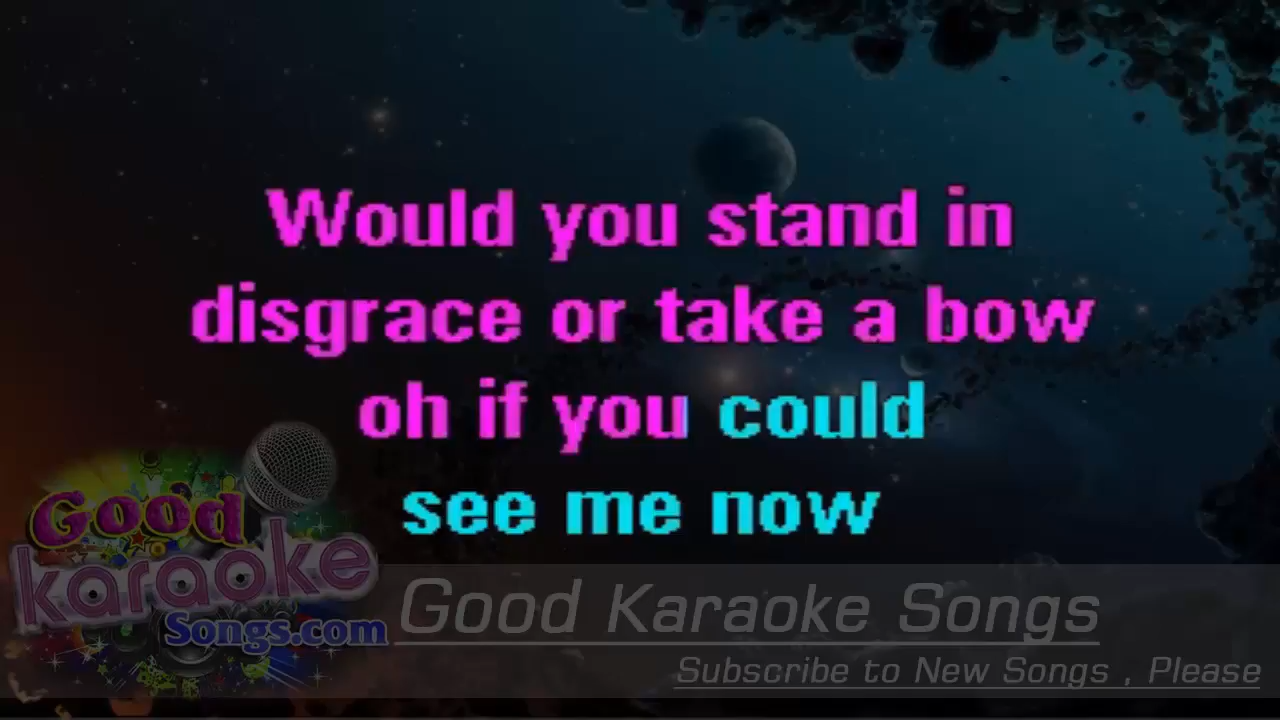 Would you stand in
disgrace or take a bow
oh if you could
see me now
Good
karaoke
Songs.com
Good Karaoke Songs
Subscribe to New Songs , Please